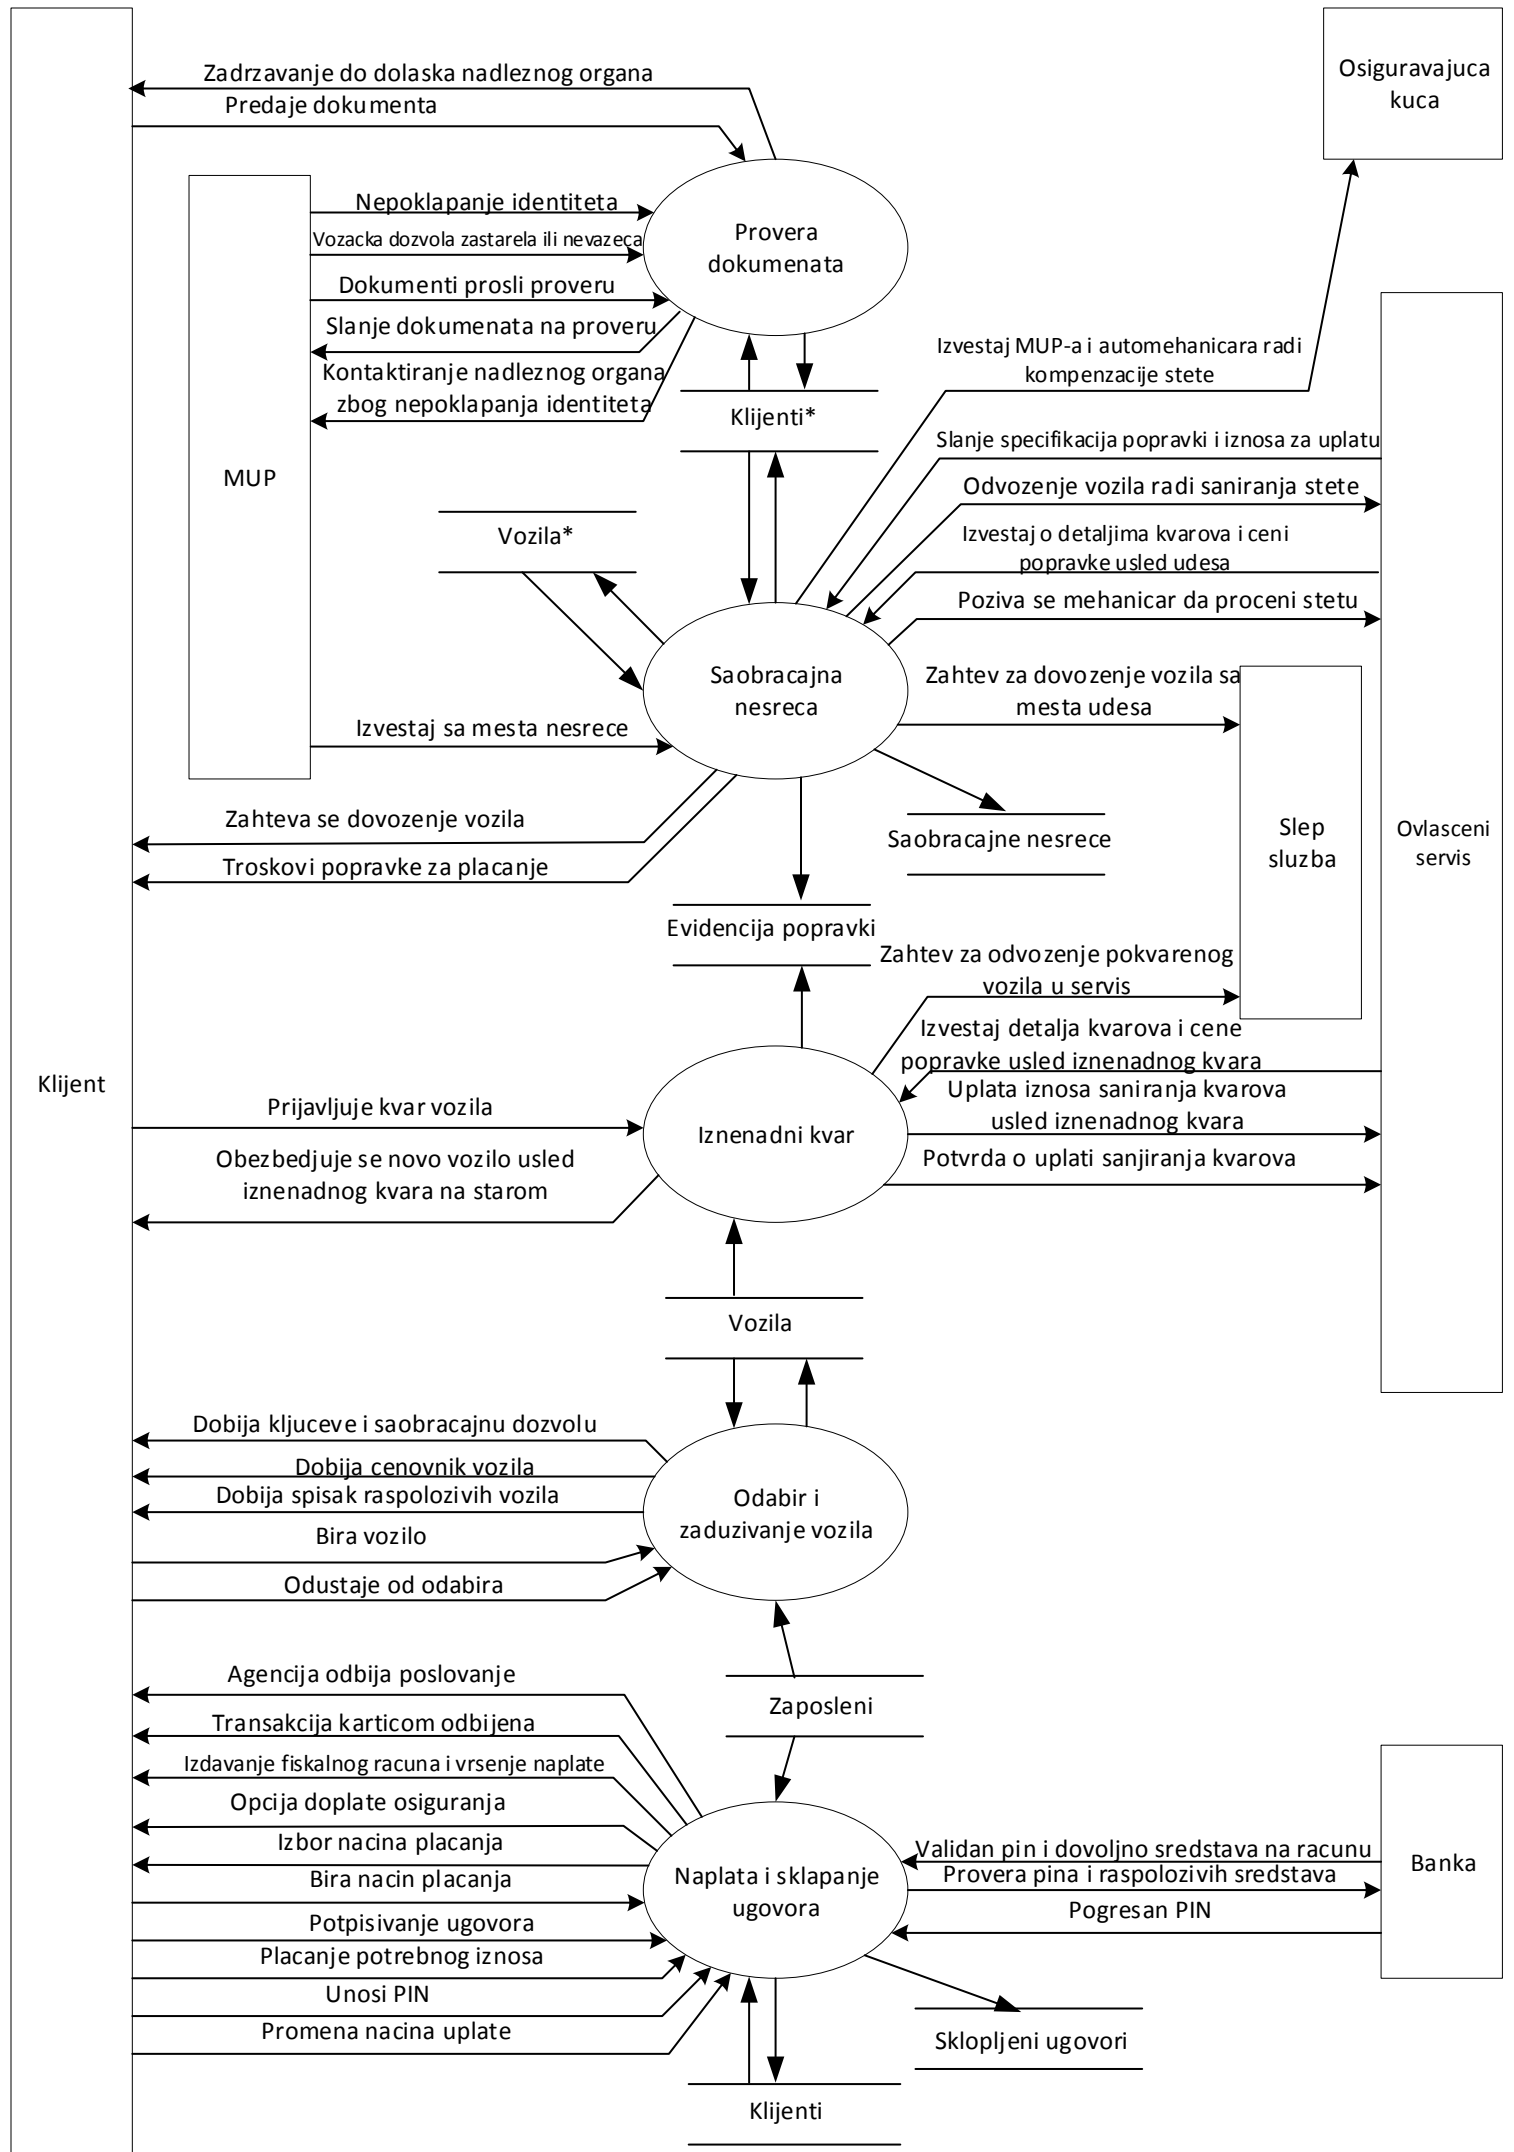 Zadrzavanje do dolaska nadleznog organa
Predaje dokumenta
Osiguravajuca
kuca
Nepoklapanje identiteta
Vozacka dozvola zastarela ili nevazeca
Dokumenti prosli proveru
Slanje dokumenata na proveru
Kontaktiranje nadleznog organa
zbog nepoklapanja identiteta
Provera
dokumenata
MUP
Klijenti*
Vozila*
Izvestaj MUP-a i automehanicara radi
kompenzacije stete
Slanje specifikacija popravki i iznosa za uplatu
Odvozenje vozila radi saniranja stete
Izvestaj o detaljima kvarova i ceni
popravke usled udesa
Poziva se mehanicar da proceni stetu
Saobracajna
nesreca
Zahtev za dovozenje vozila sa
mesta udesa
Izvestaj sa mesta nesrece
Zahteva se dovozenje vozila
Troskovi popravke za placanje
Saobracajne nesrece
Slep
sluzba
Ovlasceni
servis
Evidencija popravki
Zahtev za odvozenje pokvarenog
vozila u servis
Izvestaj detalja kvarova i cene
popravke usled iznenadnog kvara
Uplata iznosa saniranja kvarova
usled iznenadnog kvara
Potvrda o uplati sanjiranja kvarova
Klijent
Prijavljuje kvar vozila
Iznenadni kvar
Obezbedjuje se novo vozilo usled
iznenadnog kvara na starom
Vozila
Dobija kljuceve i saobracajnu dozvolu
Dobija cenovnik vozila
Dobija spisak raspolozivih vozila
Bira vozilo
Odustaje od odabira
Odabir i
zaduzivanje vozila
Zaposleni
Agencija odbija poslovanje
Transakcija karticom odbijena
Izdavanje fiskalnog racuna i vrsenje naplate
Opcija doplate osiguranja
Izbor nacina placanja
Bira nacin placanja
Potpisivanje ugovora
Placanje potrebnog iznosa
Unosi PIN
Promena nacina uplate
Naplata i sklapanje
ugovora
Validan pin i dovoljno sredstava na racunu
Provera pina i raspolozivih sredstava
Pogresan PIN
Banka
Sklopljeni ugovori
Klijenti